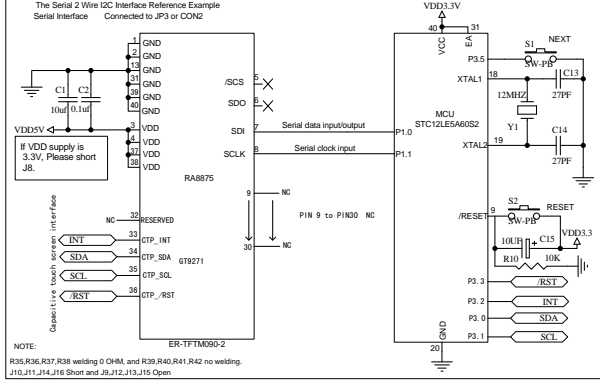 The Serial 2 Wire I2C Interface Reference Example
Serial Interface Connected to JP3 or CON2
VDD3.3V
40
31
VCC
EA
1 GND
2 GND
13 GND
31 GND
39 GND
40 GND
C1
C2
10uf
0.1uf
VDD5V
3 VDD
4 VDD
37 VDD
38 VDD
If VDD supply is
3.3V, Please short
J8.
/SCS 5
SDO 6
SDI 7
SCLK 8
Serial data input/output
Serial clock input
P1.0
P1.1
RA8875
9 NC
PIN 9 to PIN30 NC
30 NC
NC 32 RESERVED
INT 33 CTP_INT
SDA 34 CTP_SDA
SCL 35 CTP_SCL
/RST 36 CTP_/RST
GT9271
Capacitive touch screen interface
ER-TFTM090-2
MCU
STC12LE5A60S2
P3.5
S1
NEXT
SW-PB
XTAL1
18
C13
27PF
12MHZ
Y1
XTAL2
19
C14
27PF
/RESET
9
S2
RESET
SW-PB
VDD3.3
10UF
+
C15
R10
10K
P3.3 /RST
P3.2 INT
P3.0 SDA
P3.1 SCL
GND
20
NOTE:
R35,R36,R37,R38 welding 0 OHM, and R39,R40,R41,R42 no welding.
J10,J11,J14,J16 Short and J9,J12,J13,J15 Open